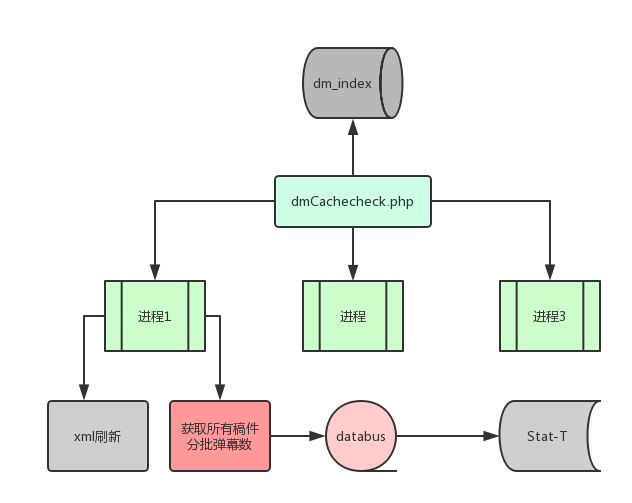 dm_index
dmCachecheck.php
进程1
进程
进程3
xml刷新
获取所有稿件
分批弹幕数
databus
Stat-T